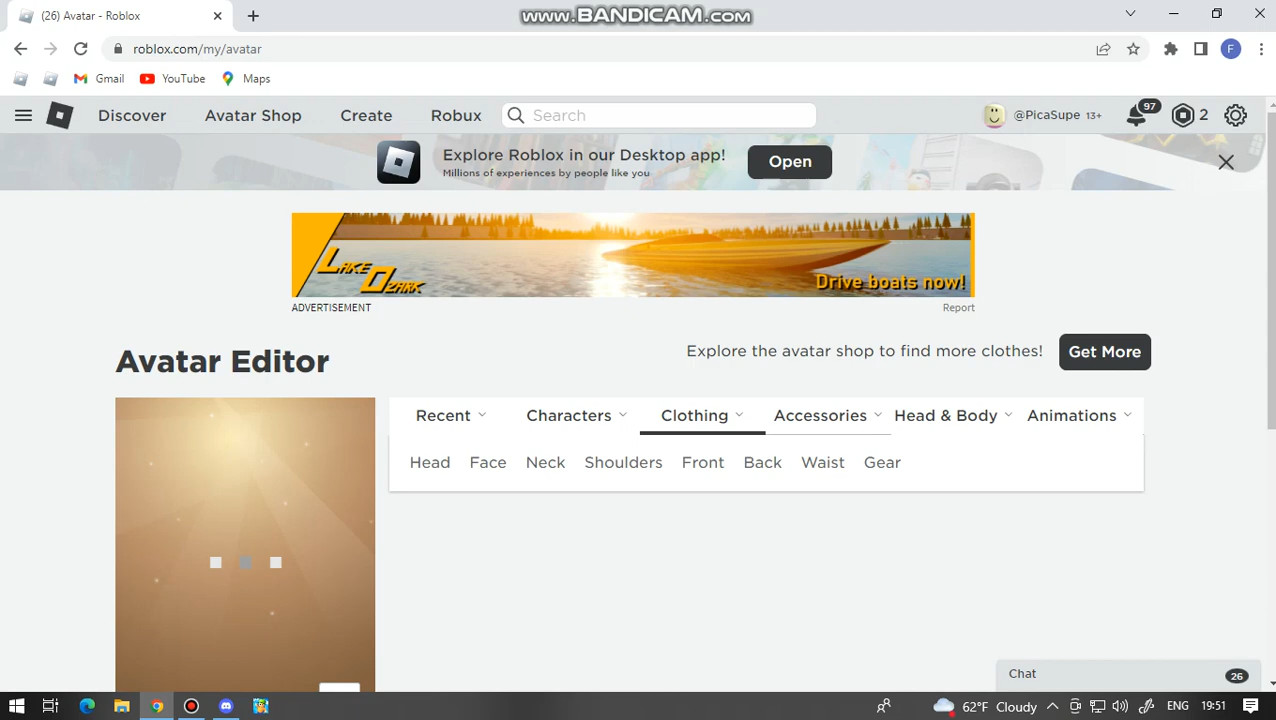 (26) Avatar - Roblox
www.BANDICAM.com
roblox.com/my/avatar
F
Gmail YouTube Maps
Discover Avatar Shop Create Robux Search @PicaSupe 13+ 97 2
Explore Roblox in our Desktop app!
Millions of experiences by people like you
Open
LAKE OZARK
Drive boats now!
ADVERTISEMENT Report
Avatar Editor
Explore the avatar shop to find more clothes! Get More
Recent Characters Clothing Accessories Head & Body Animations
Head Face Neck Shoulders Front Back Waist Gear
Chat 26
62°F Cloudy ENG 19:51